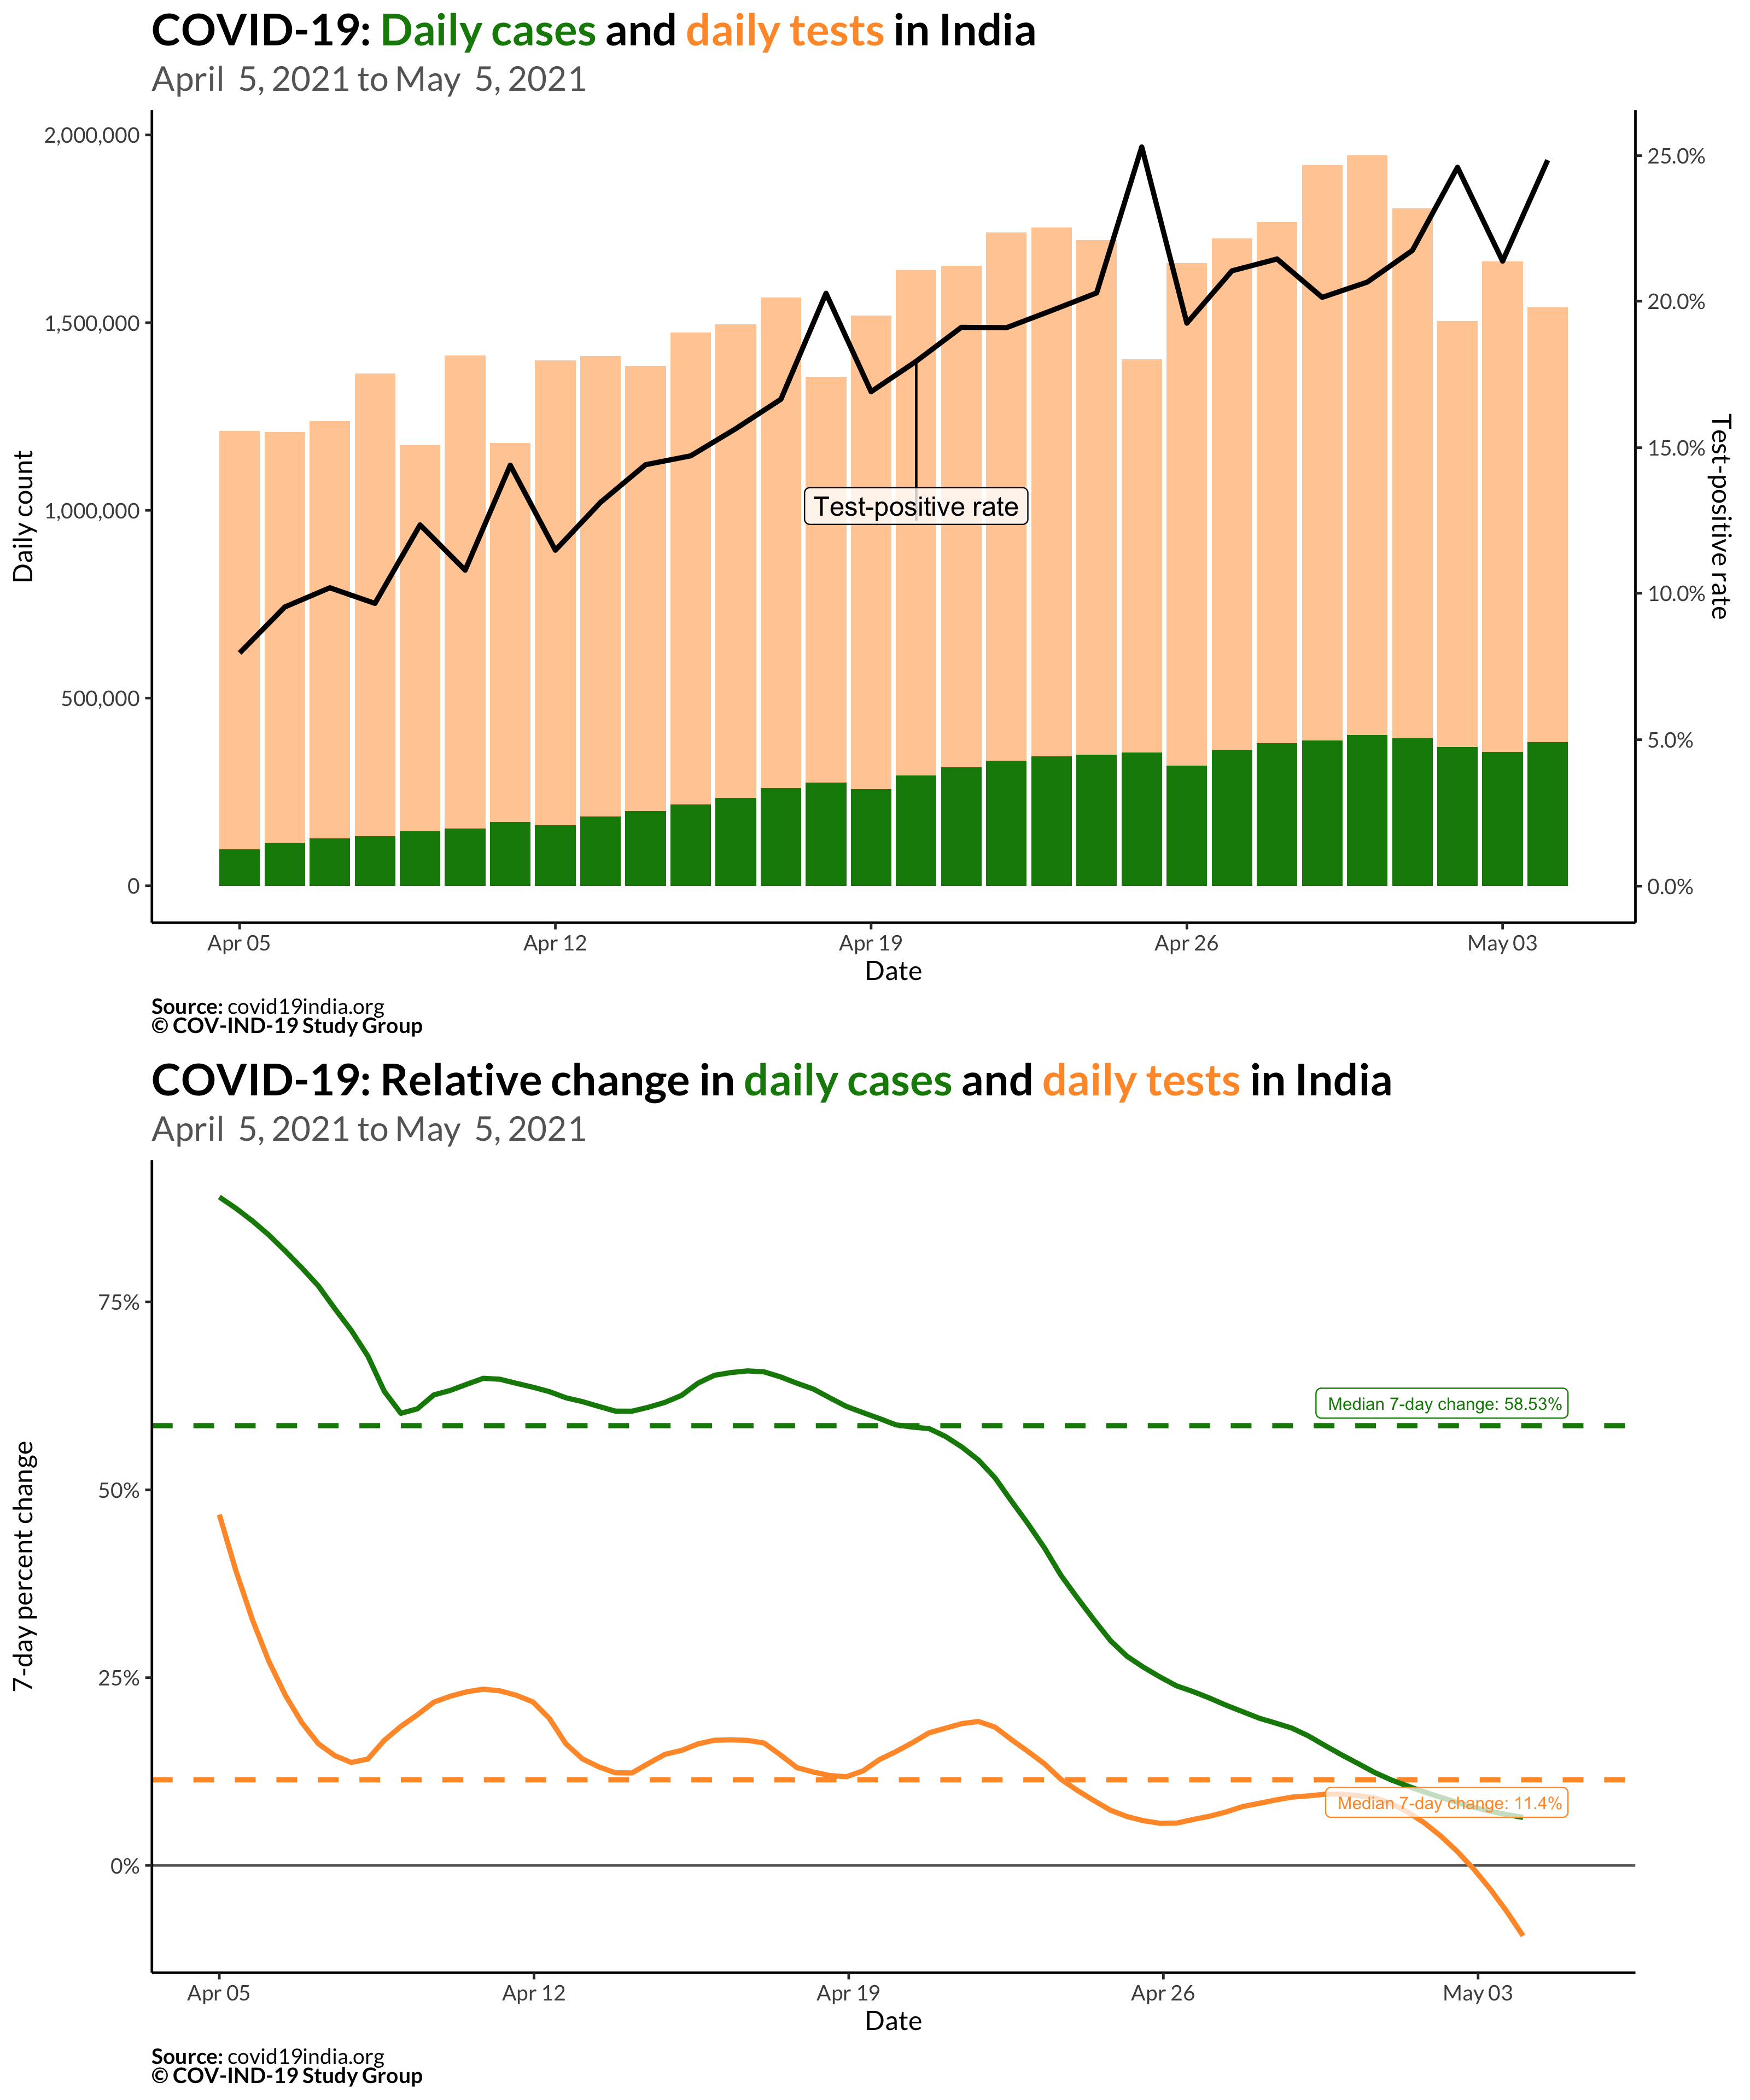 COVID-19: Daily cases and daily tests in India
April 5, 2021 to May 5, 2021
2,000,000
1,500,000
1,000,000
500,000
0
Daily count
25.0%
20.0%
15.0%
10.0%
5.0%
0.0%
Test-positive rate
Test-positive rate
Apr 05
Apr 12
Apr 19
Apr 26
May 03
Date
Source: covid19india.org
© COV-IND-19 Study Group
COVID-19: Relative change in daily cases and daily tests in India
April 5, 2021 to May 5, 2021
75%
50%
25%
0%
7-day percent change
Median 7-day change: 58.53%
Median 7-day change: 11.4%
Apr 05
Apr 12
Apr 19
Apr 26
May 03
Date
Source: covid19india.org
© COV-IND-19 Study Group